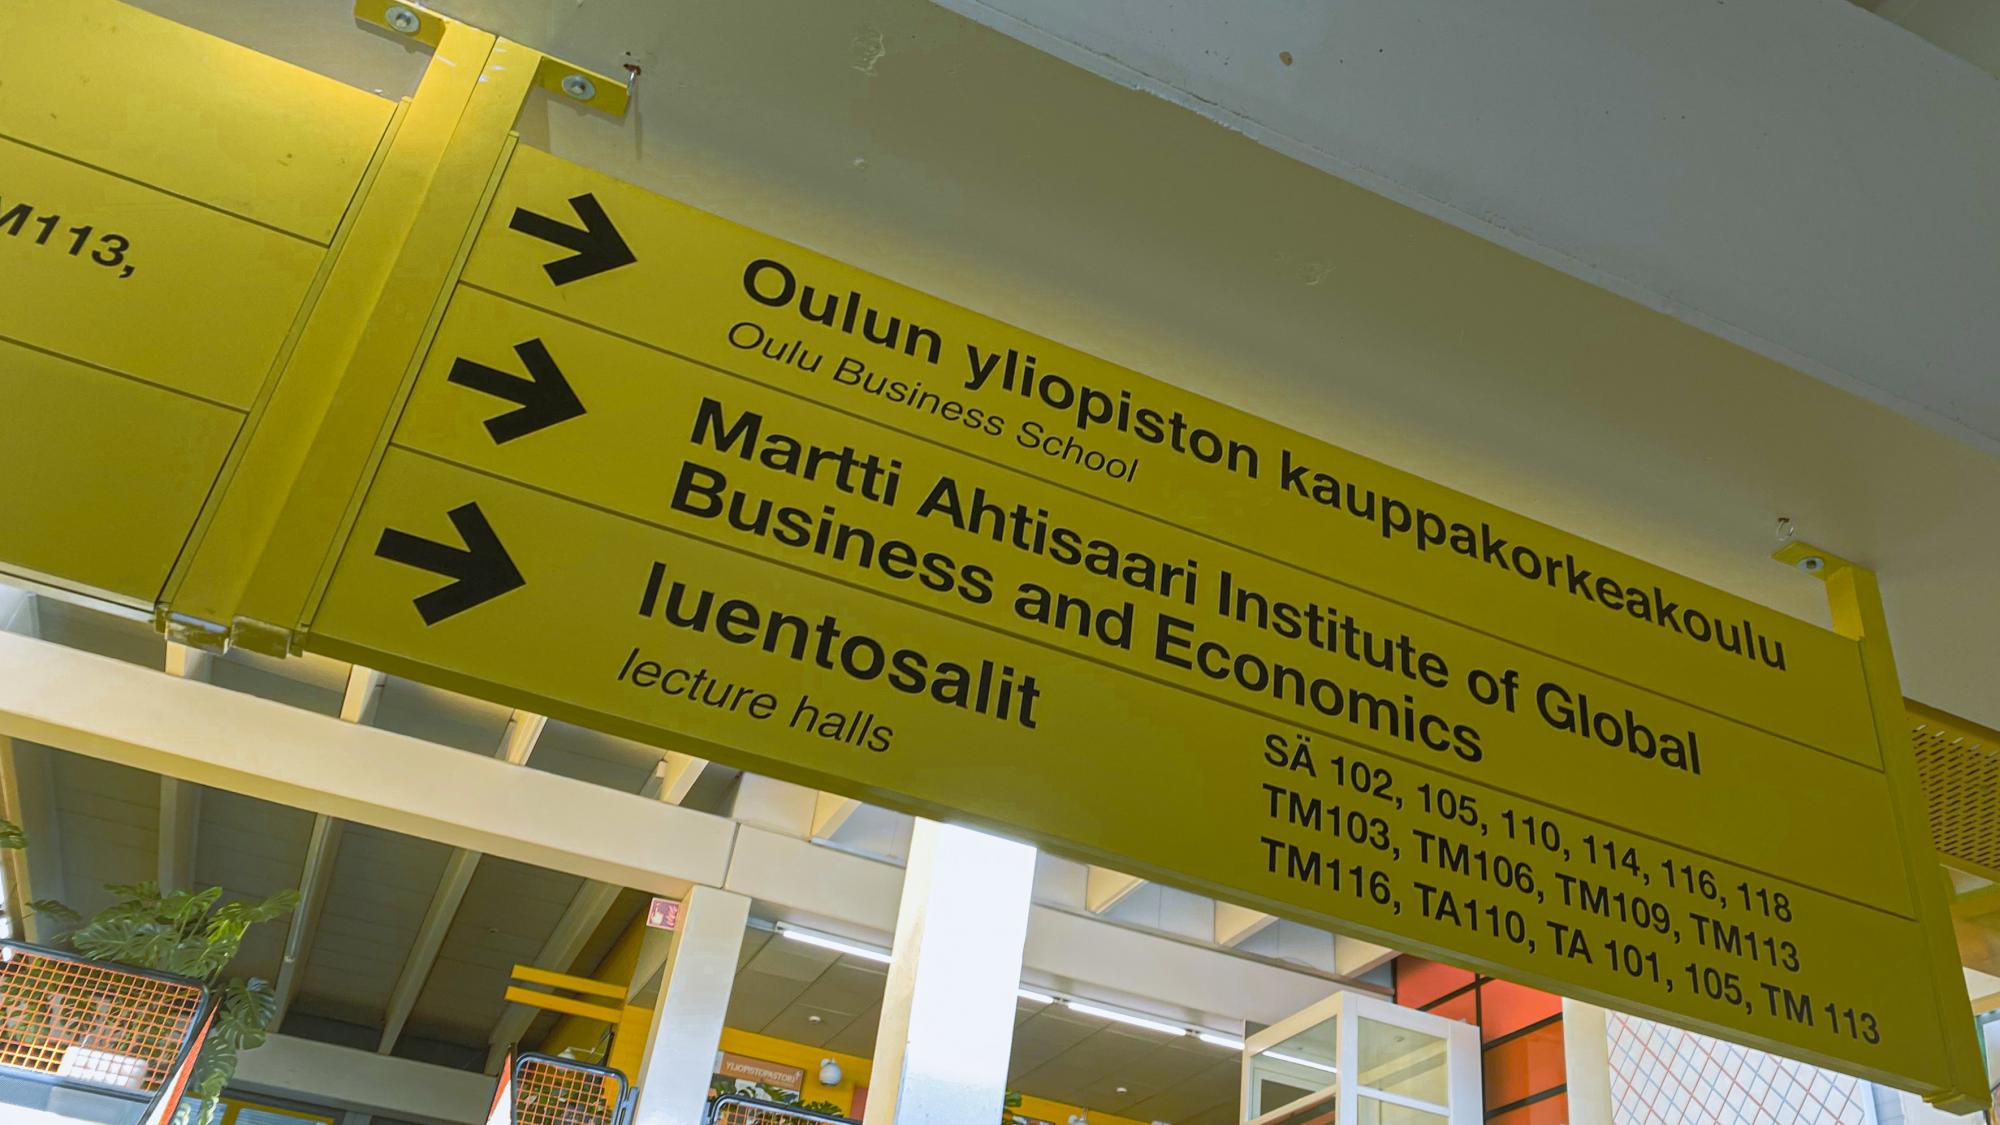 M113,
Oulun yliopiston kauppakorkeakoulu
Oulu Business School
Martti Ahtisaari Institute of Global
Business and Economics
luentosalit
lecture halls
SÄ 102, 105, 110, 114, 116, 118
TM103, TM106, TM109, TM113
TM116, TA110, TA 101, 105, TM 113
YLIOPISTOPASTORI